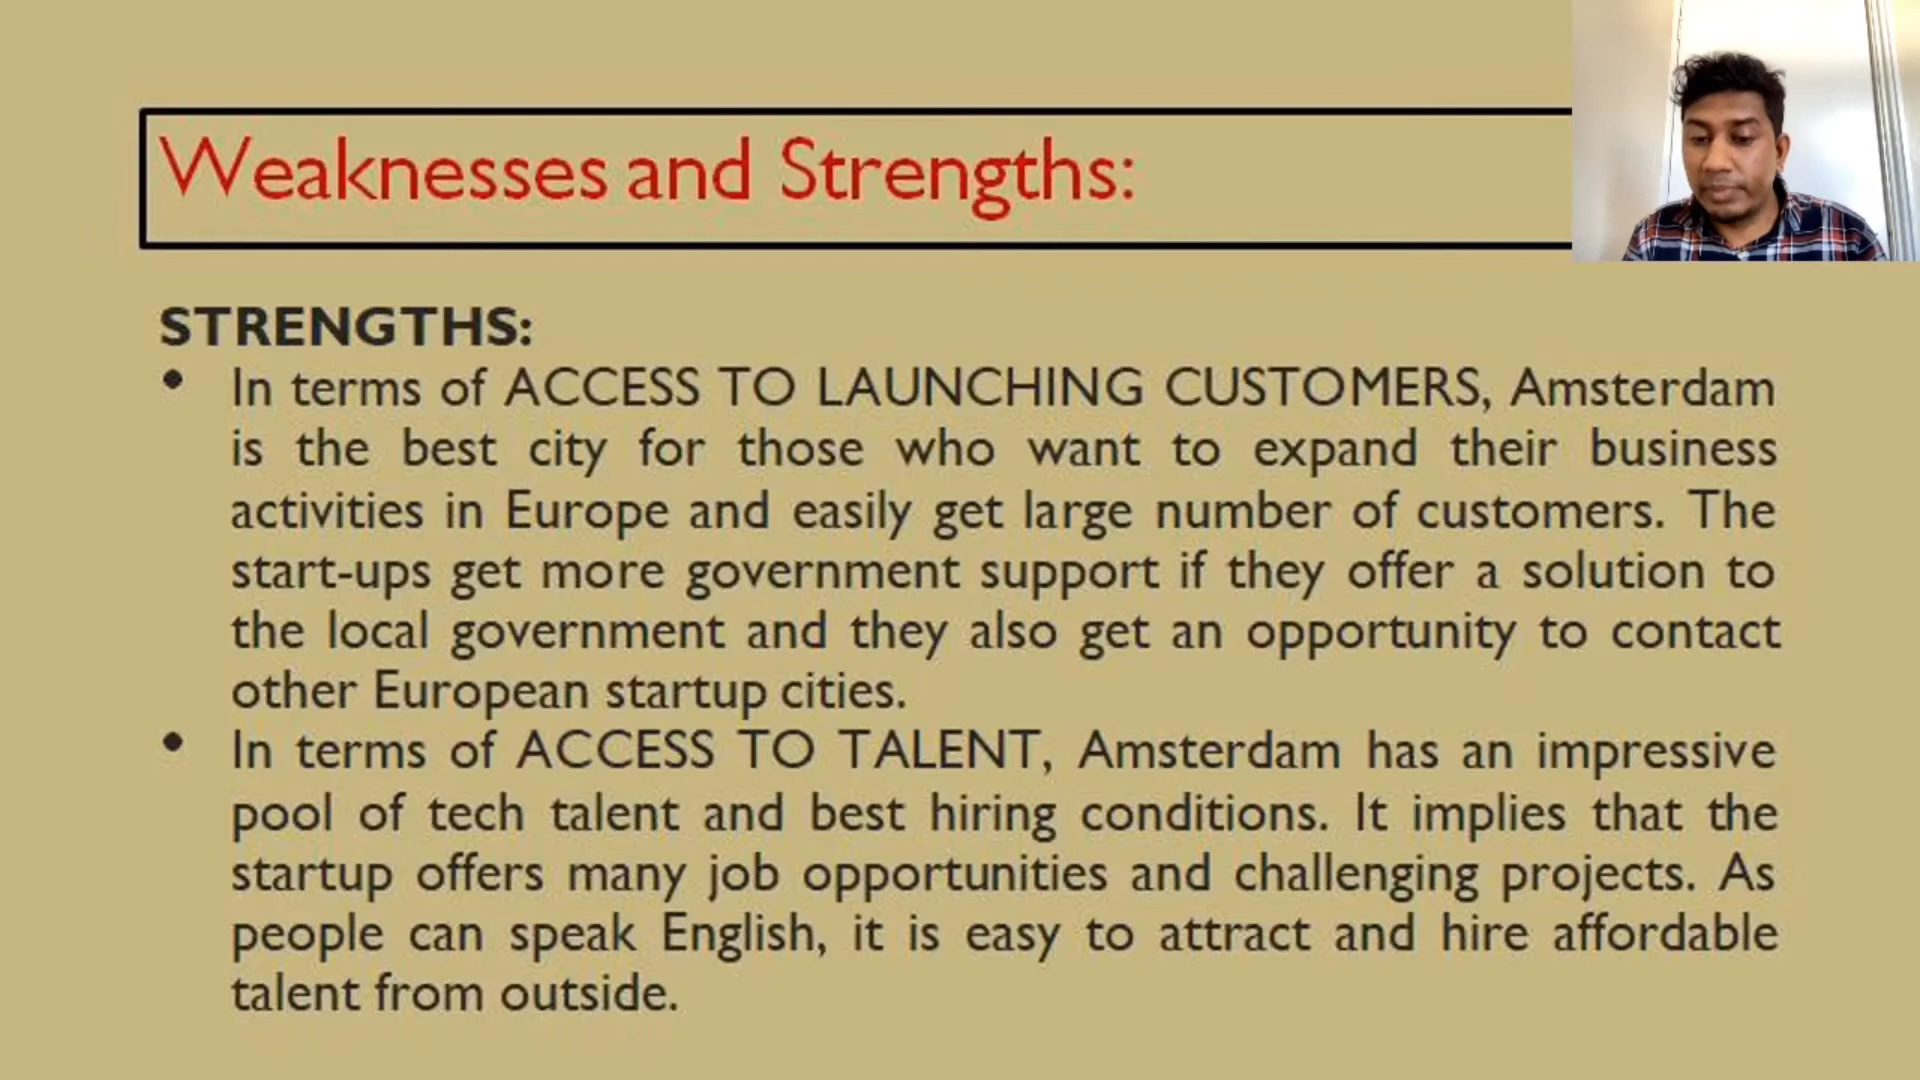 Weaknesses and Strengths:
STRENGTHS:
• In terms of ACCESS TO LAUNCHING CUSTOMERS, Amsterdam
is the best city for those who want to expand their business
activities in Europe and easily get large number of customers. The
start-ups get more government support if they offer a solution to
the local government and they also get an opportunity to contact
other European startup cities.
• In terms of ACCESS TO TALENT, Amsterdam has an impressive
pool of tech talent and best hiring conditions. It implies that the
startup offers many job opportunities and challenging projects. As
people can speak English, it is easy to attract and hire affordable
talent from outside.